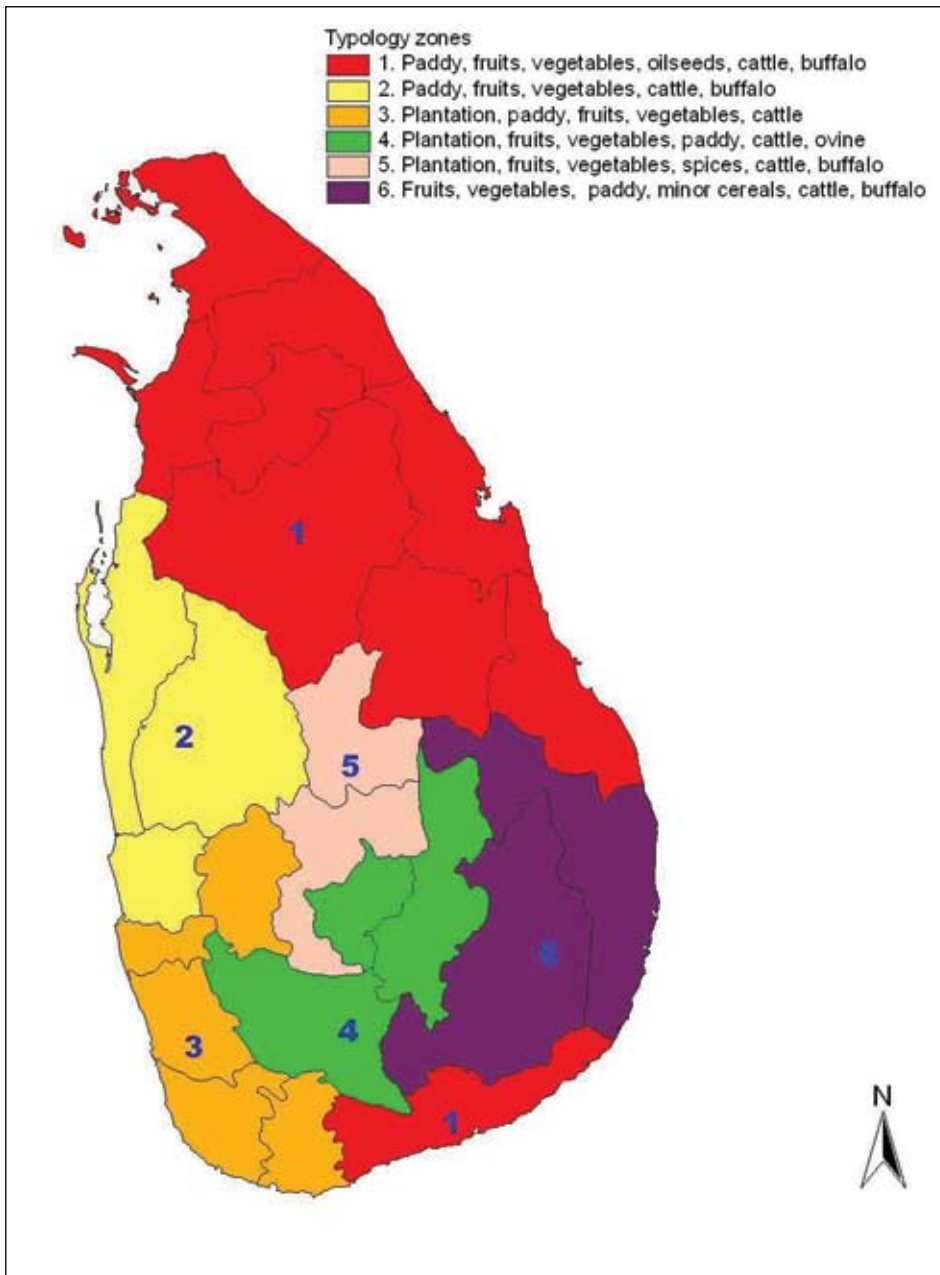 Typology zones
1. Paddy, fruits, vegetables, oilseeds, cattle, buffalo
2. Paddy, fruits, vegetables, cattle, buffalo
3. Plantation, paddy, fruits, vegetables, cattle
4. Plantation, fruits, vegetables, paddy, cattle, ovine
5. Plantation, fruits, vegetables, spices, cattle, buffalo
6. Fruits, vegetables, paddy, minor cereals, cattle, buffalo
1
2
5
6
4
3
1
N